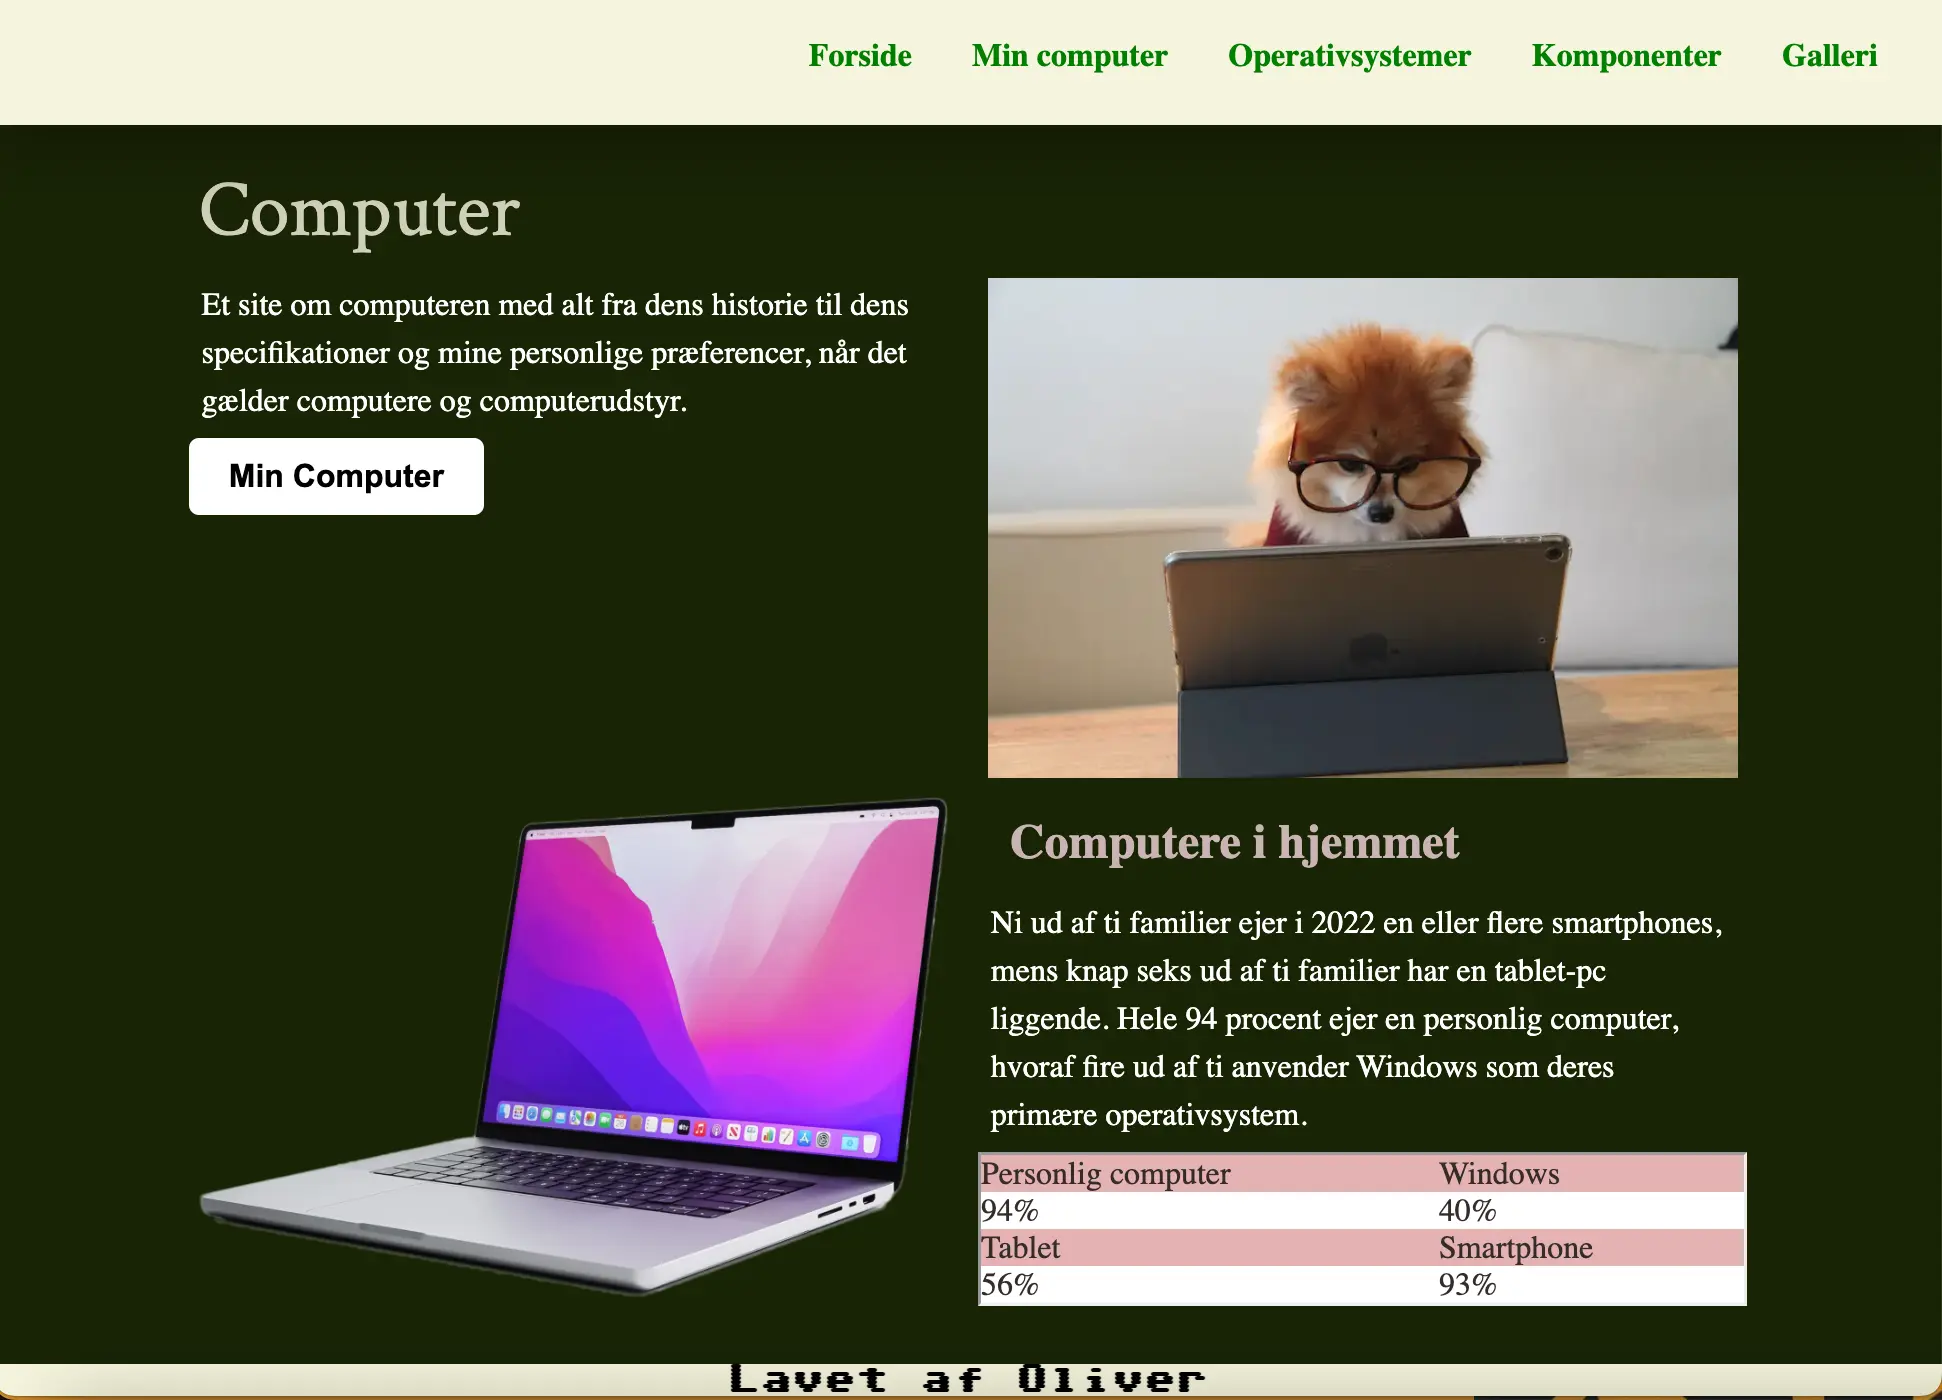 Forside Min computer Operativsystemer Komponenter Galleri
Computer
Et site om computeren med alt fra dens historie til dens
specifikationer og mine personlige præferencer, når det
gælder computere og computerudstyr.
Min Computer
Computere i hjemmet
Ni ud af ti familier ejer i 2022 en eller flere smartphones,
mens knap seks ud af ti familier har en tablet-pc
liggende. Hele 94 procent ejer en personlig computer,
hvoraf fire ud af ti anvender Windows som deres
primære operativsystem.
Personlig computer Windows
94% 40%
Tablet Smartphone
56% 93%
Lavet af Oliver